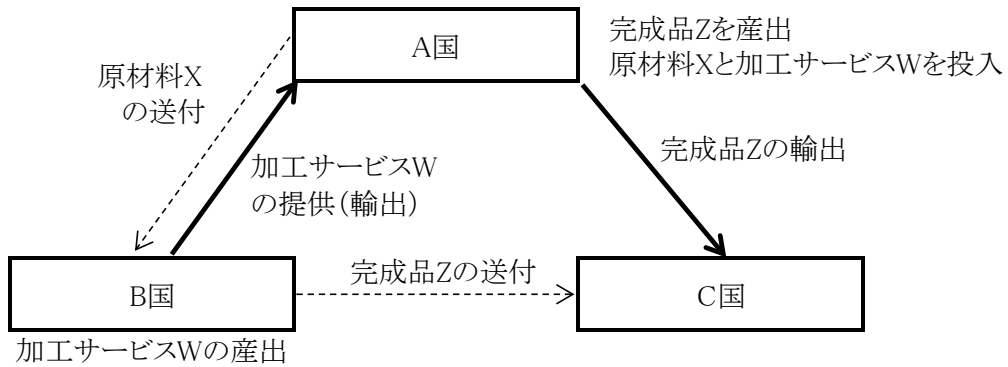 A国
完成品Zを産出
原材料Xと加工サービスWを投入
原材料X
の送付
加工サービスW
の提供(輸出)
完成品Zの輸出
B国
完成品Zの送付
C国
加工サービスWの産出